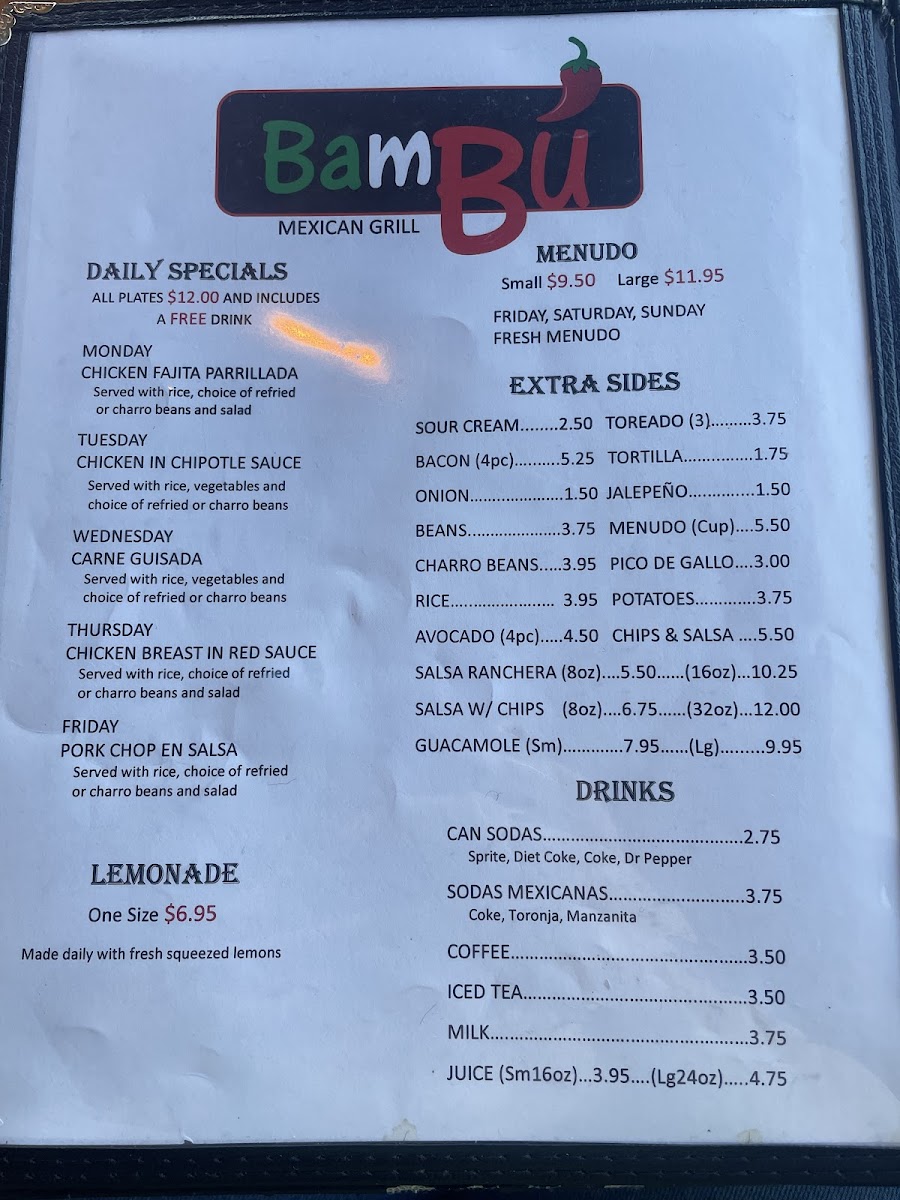 BamBú
MEXICAN GRILL
DAILY SPECIALS
ALL PLATES $12.00 AND INCLUDES
A FREE DRINK
MONDAY
CHICKEN FAJITA PARRILLADA
Served with rice, choice of refried
or charro beans and salad
TUESDAY
CHICKEN IN CHIPOTLE SAUCE
Served with rice, vegetables and
choice of refried or charro beans
WEDNESDAY
CARNE GUISADA
Served with rice, vegetables and
choice of refried or charro beans
THURSDAY
CHICKEN BREAST IN RED SAUCE
Served with rice, choice of refried
or charro beans and salad
FRIDAY
PORK CHOP EN SALSA
Served with rice, choice of refried
or charro beans and salad
LEMONADE
One Size $6.95
Made daily with fresh squeezed lemons
MENUDO
Small $9.50 Large $11.95
FRIDAY, SATURDAY, SUNDAY
FRESH MENUDO
EXTRA SIDES
SOUR CREAM........2.50 TOREADO (3).........3.75
BACON (4pc)..........5.25 TORTILLA...............1.75
ONION.....................1.50 JALEPEÑO..............1.50
BEANS.....................3.75 MENUDO (Cup)....5.50
CHARRO BEANS.....3.95 PICO DE GALLO....3.00
RICE....................... 3.95 POTATOES.............3.75
AVOCADO (4pc).....4.50 CHIPS & SALSA ....5.50
SALSA RANCHERA (8oz)....5.50......(16oz)...10.25
SALSA W/ CHIPS (8oz)....6.75......(32oz)...12.00
GUACAMOLE (Sm).............7.95......(Lg).........9.95
DRINKS
CAN SODAS..........................................2.75
Sprite, Diet Coke, Coke, Dr Pepper
SODAS MEXICANAS............................3.75
Coke, Toronja, Manzanita
COFFEE..................................................3.50
ICED TEA...............................................3.50
MILK......................................................3.75
JUICE (Sm16oz)...3.95....(Lg24oz).....4.75